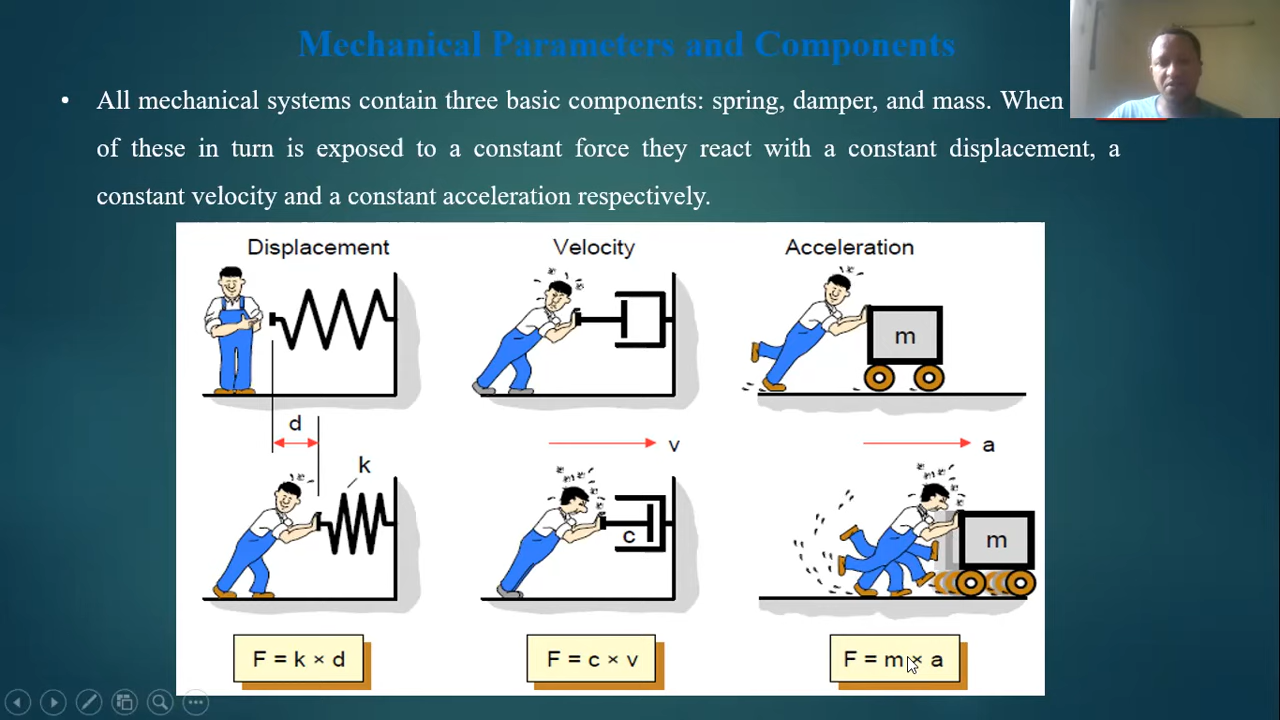 Mechanical Parameters and Components
• All mechanical systems contain three basic components: spring, damper, and mass. When
of these in turn is exposed to a constant force they react with a constant displacement, a
constant velocity and a constant acceleration respectively.
Displacement
Velocity
Acceleration
m
d
v
a
k
c
m
F = k × d
F = c × v
F = m × a